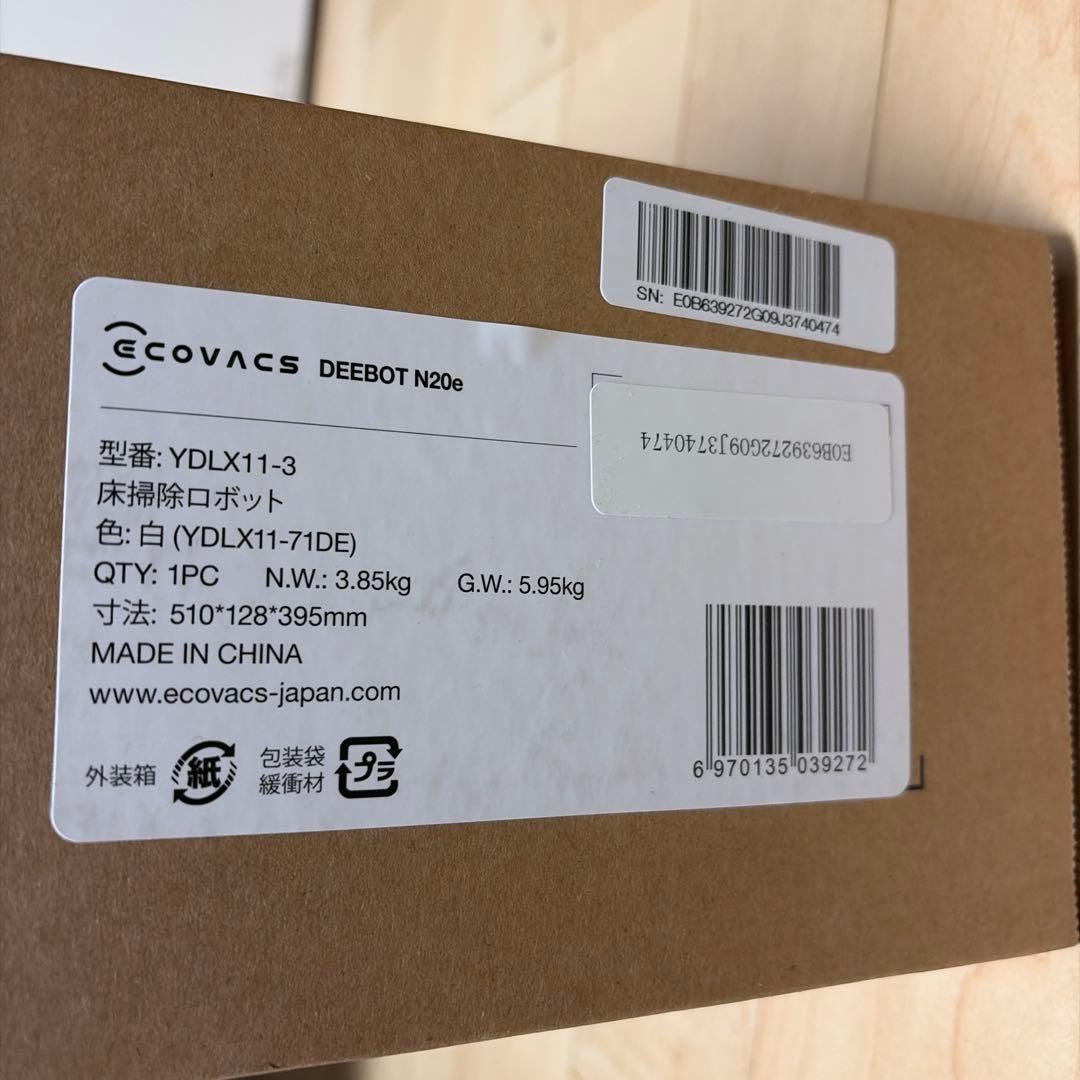 SN: E0B639272G09J3740474
ECOVACS DEEBOT N20e
E0B639272G09J3740474
型番: YDLX11-3
床掃除ロボット
色: 白 (YDLX11-71DE)
QTY: 1PC N.W.: 3.85kg G.W.: 5.95kg
寸法: 510*128*395mm
MADE IN CHINA
www.ecovacs-japan.com
外装箱 紙 包装袋 緩衝材 プラ
6 970135 039272